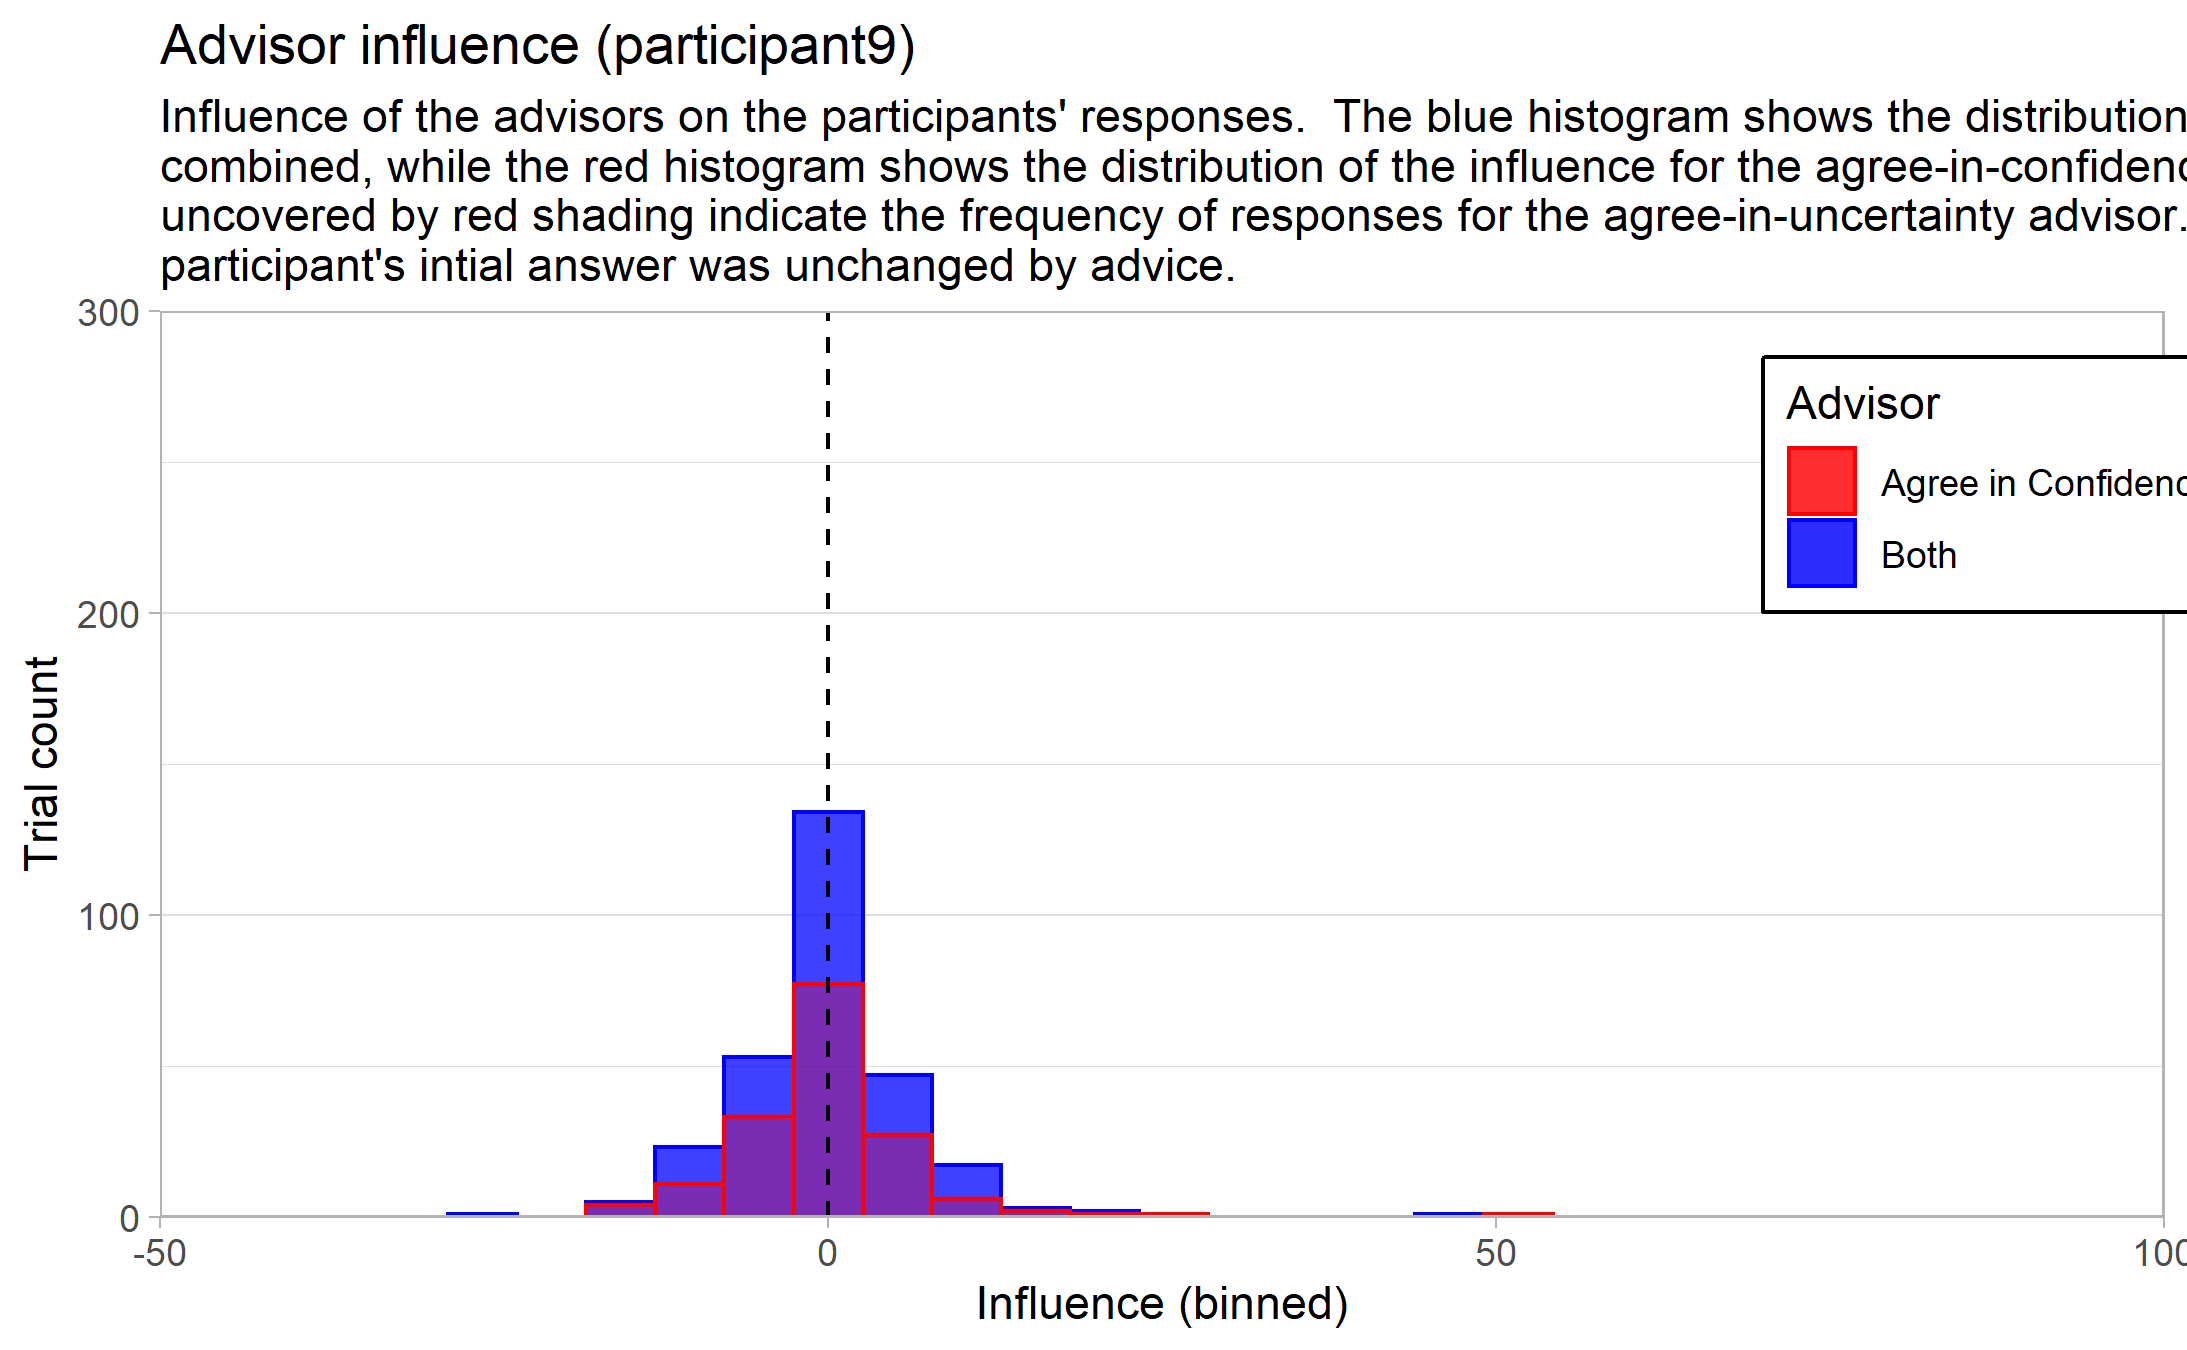 Advisor influence (participant9)
Influence of the advisors on the participants' responses.  The blue histogram shows the distribution
combined, while the red histogram shows the distribution of the influence for the agree-in-confidenc
uncovered by red shading indicate the frequency of responses for the agree-in-uncertainty advisor.
participant's intial answer was unchanged by advice.
300
200
100
0
Trial count
Advisor
Agree in Confidenc
Both
-50
0
50
100
Influence (binned)